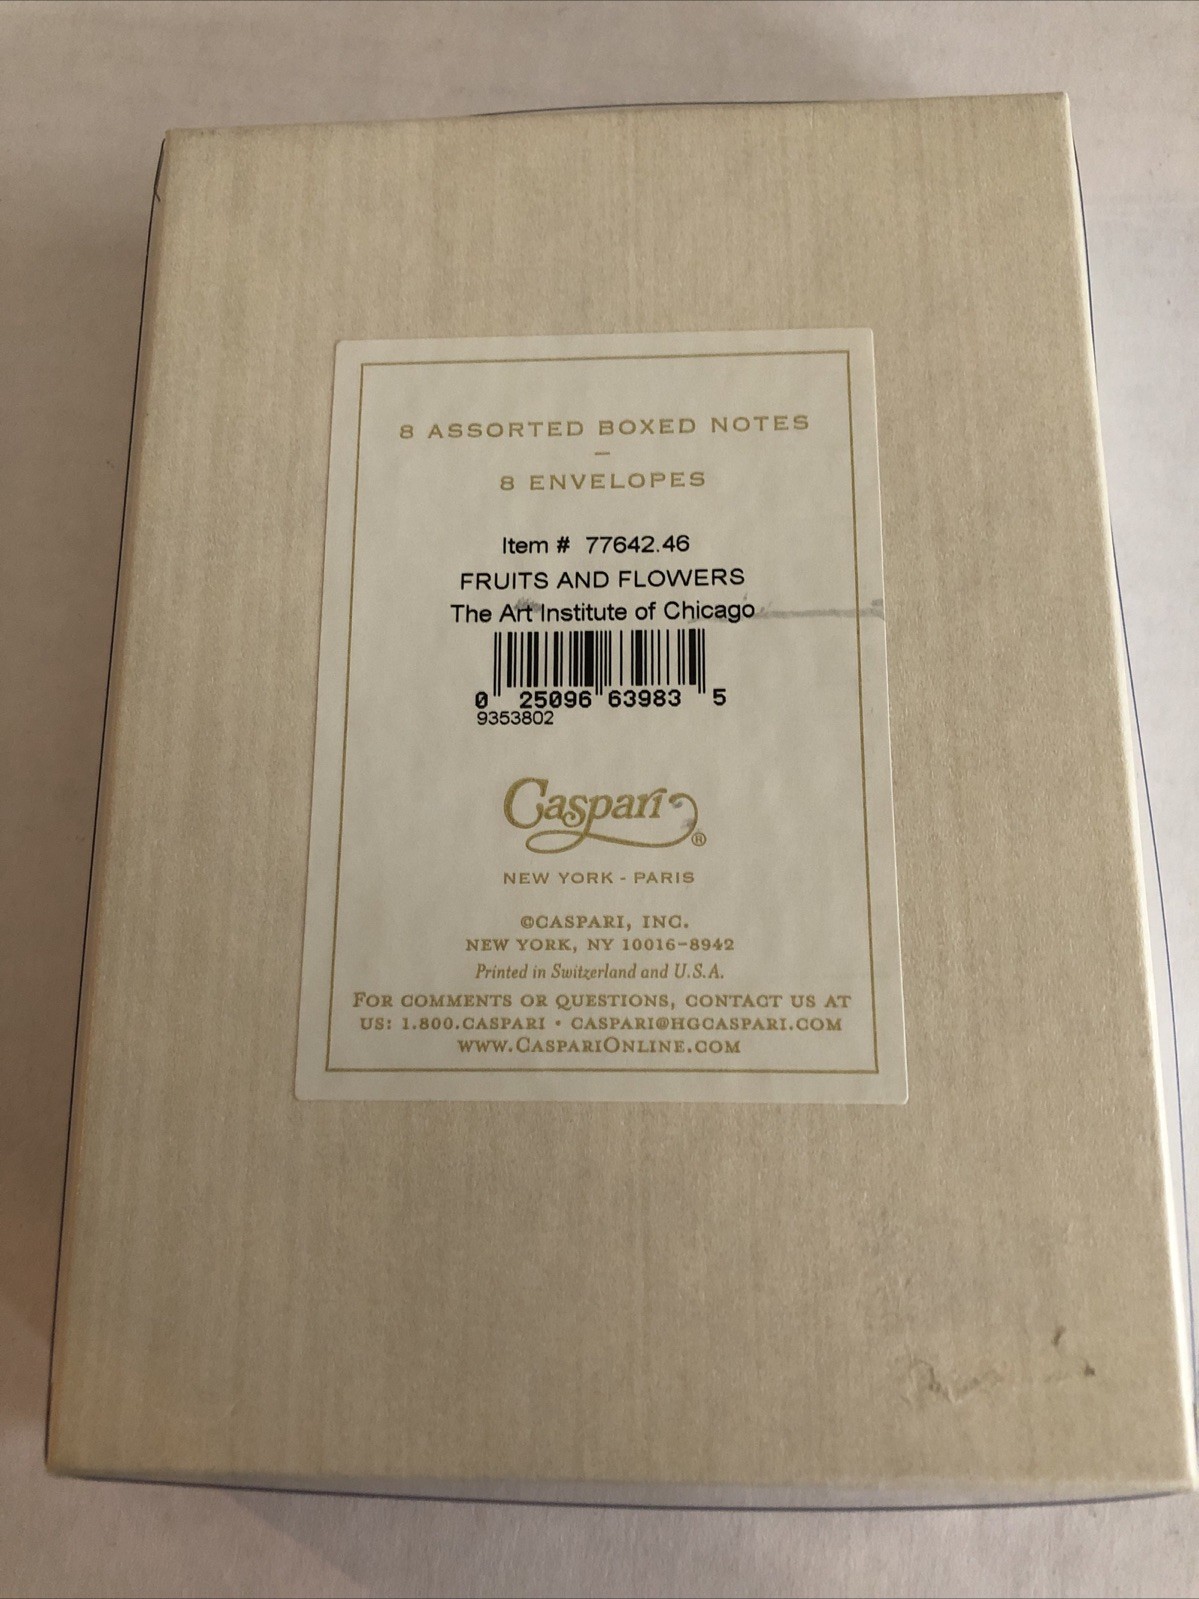 8 ASSORTED BOXED NOTES
–
8 ENVELOPES
Item # 77642.46
FRUITS AND FLOWERS
The Art Institute of Chicago
0 25096 63983 5
9353802
Caspari®
NEW YORK - PARIS
©CASPARI, INC.
NEW YORK, NY 10016-8942
Printed in Switzerland and U.S.A.
FOR COMMENTS OR QUESTIONS, CONTACT US AT
US: 1.800.CASPARI • CASPARI@HGCASPARI.COM
WWW.CASPARIONLINE.COM